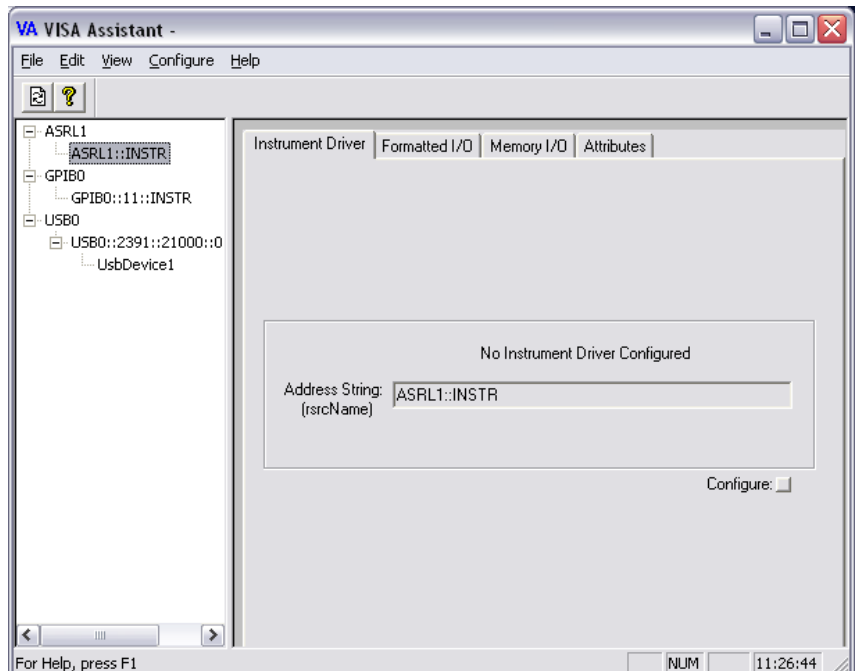 VA VISA Assistant -
File Edit View Configure Help
ASRL1
ASRL1::INSTR
GPIB0
GPIB0::11::INSTR
USB0
USB0::2391::21000::0
UsbDevice1
Instrument Driver Formatted I/O Memory I/O Attributes
No Instrument Driver Configured
Address String: ASRL1::INSTR
(rsrcName)
Configure:
For Help, press F1 NUM 11:26:44